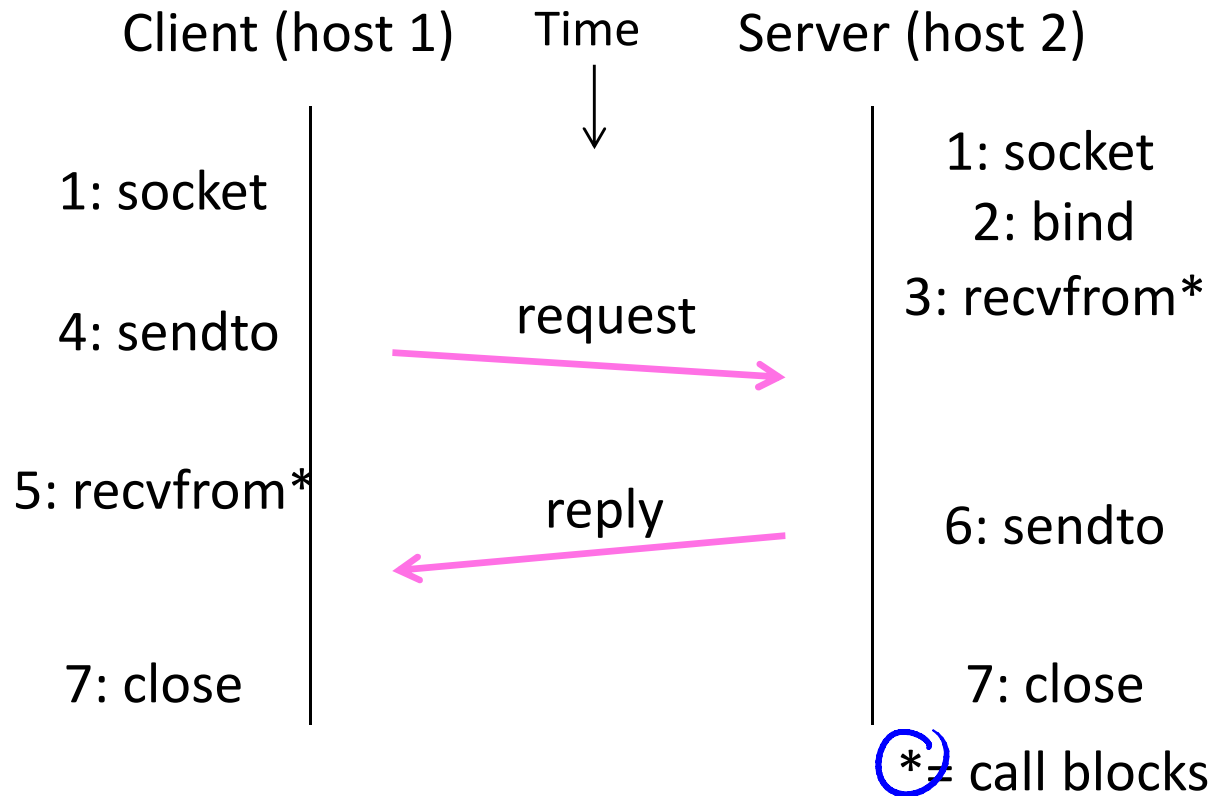 Client (host 1)
Time
Server (host 2)
1: socket
1: socket
2: bind
3: recvfrom*
4: sendto
request
5: recvfrom*
reply
6: sendto
7: close
7: close
*= call blocks